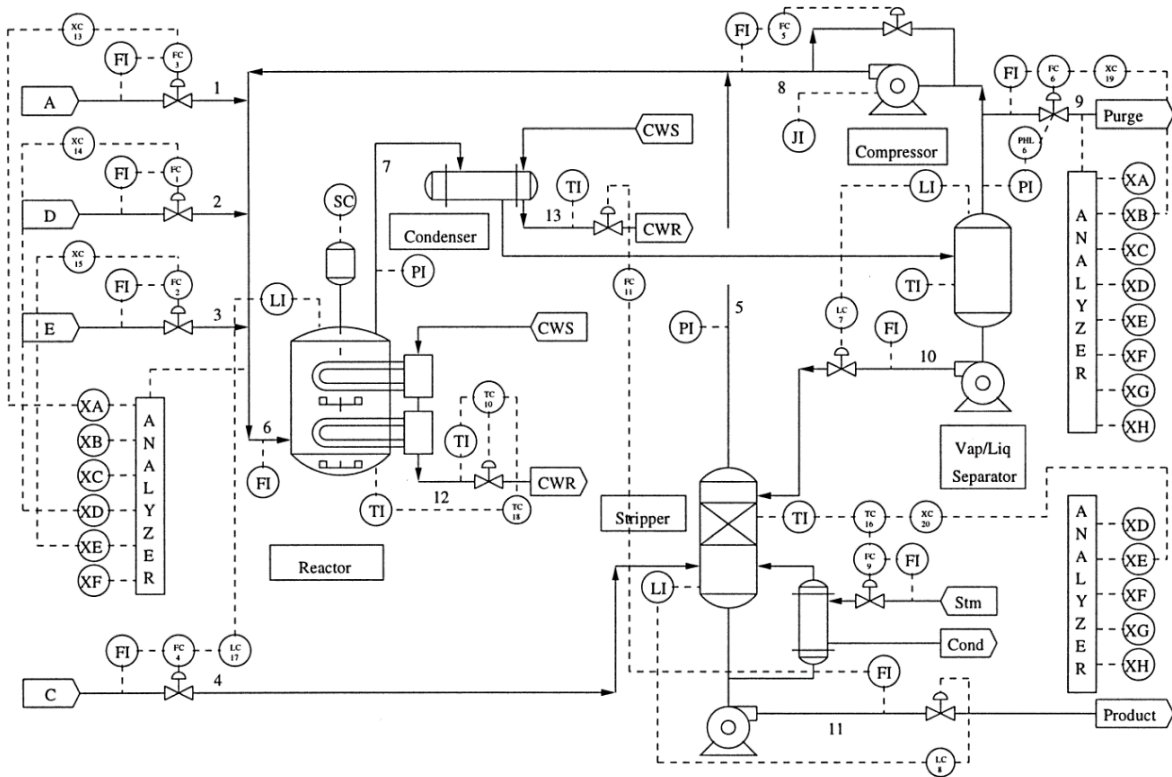 XC 13
FI
FC 3
A
1
XC 14
FI
FC
D
2
XC 15
FI
FC 2
E
3
FI
FC 5
8
JI
Compressor
FI
FC 6
XC 19
9
Purge
PHL 6
PI
LI
CWS
7
SC
TI
13
CWR
Condenser
PI
LI
FC 11
LC 7
FI
10
TI
Vap/Liq
Separator
ANALYZER
XA
XB
XC
XD
XE
XF
XG
XH
5
PI
CWS
TC 10
TI
12
CWR
TC 18
TI
6
FI
Reactor
XA
XB
XC
XD
XE
XF
ANALYZER
Stripper
TI
TC 16
XC 20
FC 9
FI
Stm
Cond
LI
ANALYZER
XD
XE
XF
XG
XH
FI
FC 4
LC 17
C
4
FI
11
LC 8
Product